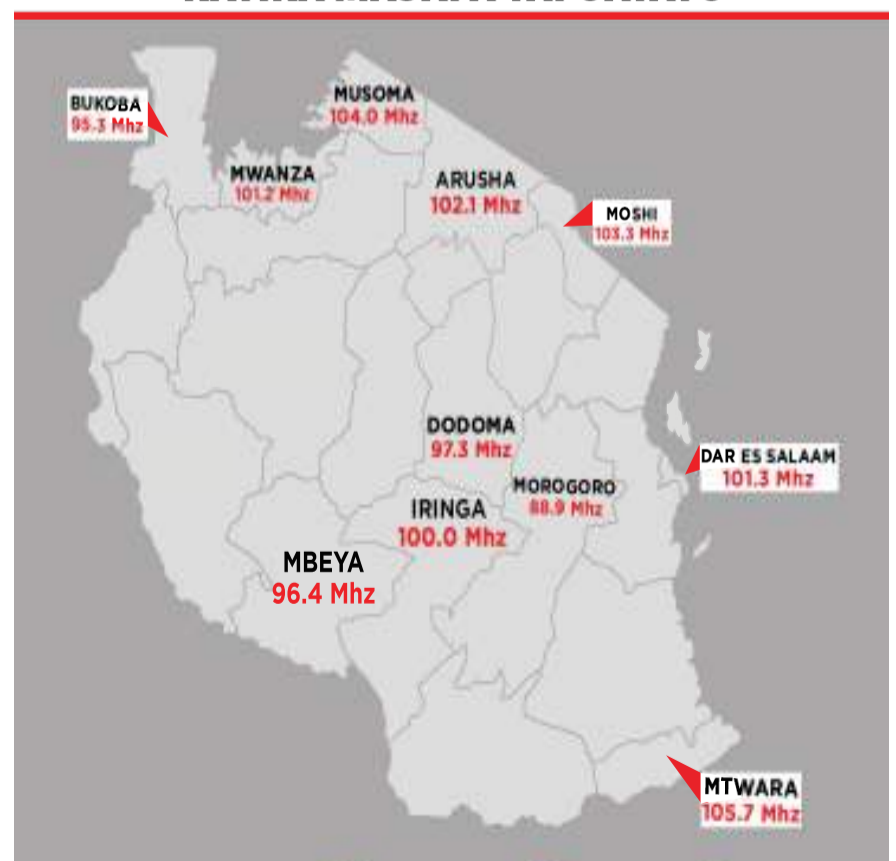 BUKOBA
95.3 Mhz
MUSOMA
104.0 Mhz
MWANZA
101.2 Mhz
ARUSHA
102.1 Mhz
MOSHI
103.3 Mhz
DODOMA
97.3 Mhz
DAR ES SALAAM
101.3 Mhz
MOROGORO
88.9 Mhz
IRINGA
100.0 Mhz
MBEYA
96.4 Mhz
MTWARA
105.7 Mhz